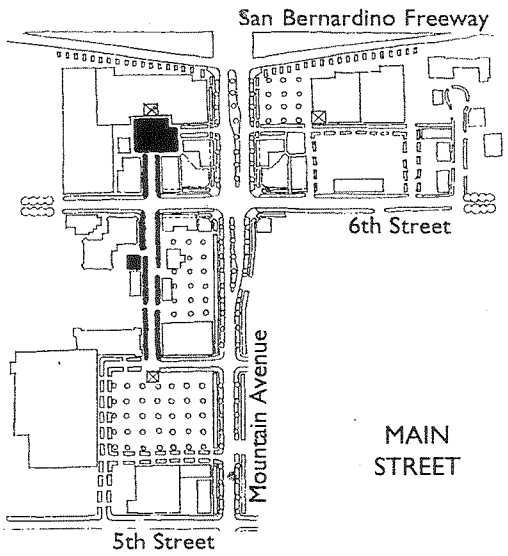 San Bernardino Freeway
6th Street
Mountain Avenue
MAIN
STREET
5th Street